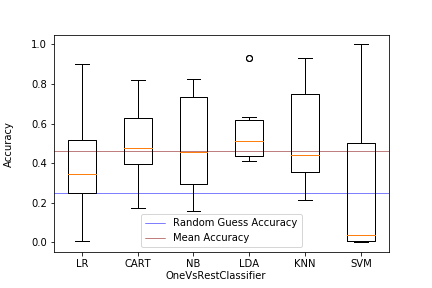 1.0
0.8
0.6
0.4
0.2
0.0
Accuracy
Random Guess Accuracy
Mean Accuracy
LR CART NB LDA KNN SVM
OneVsRestClassifier